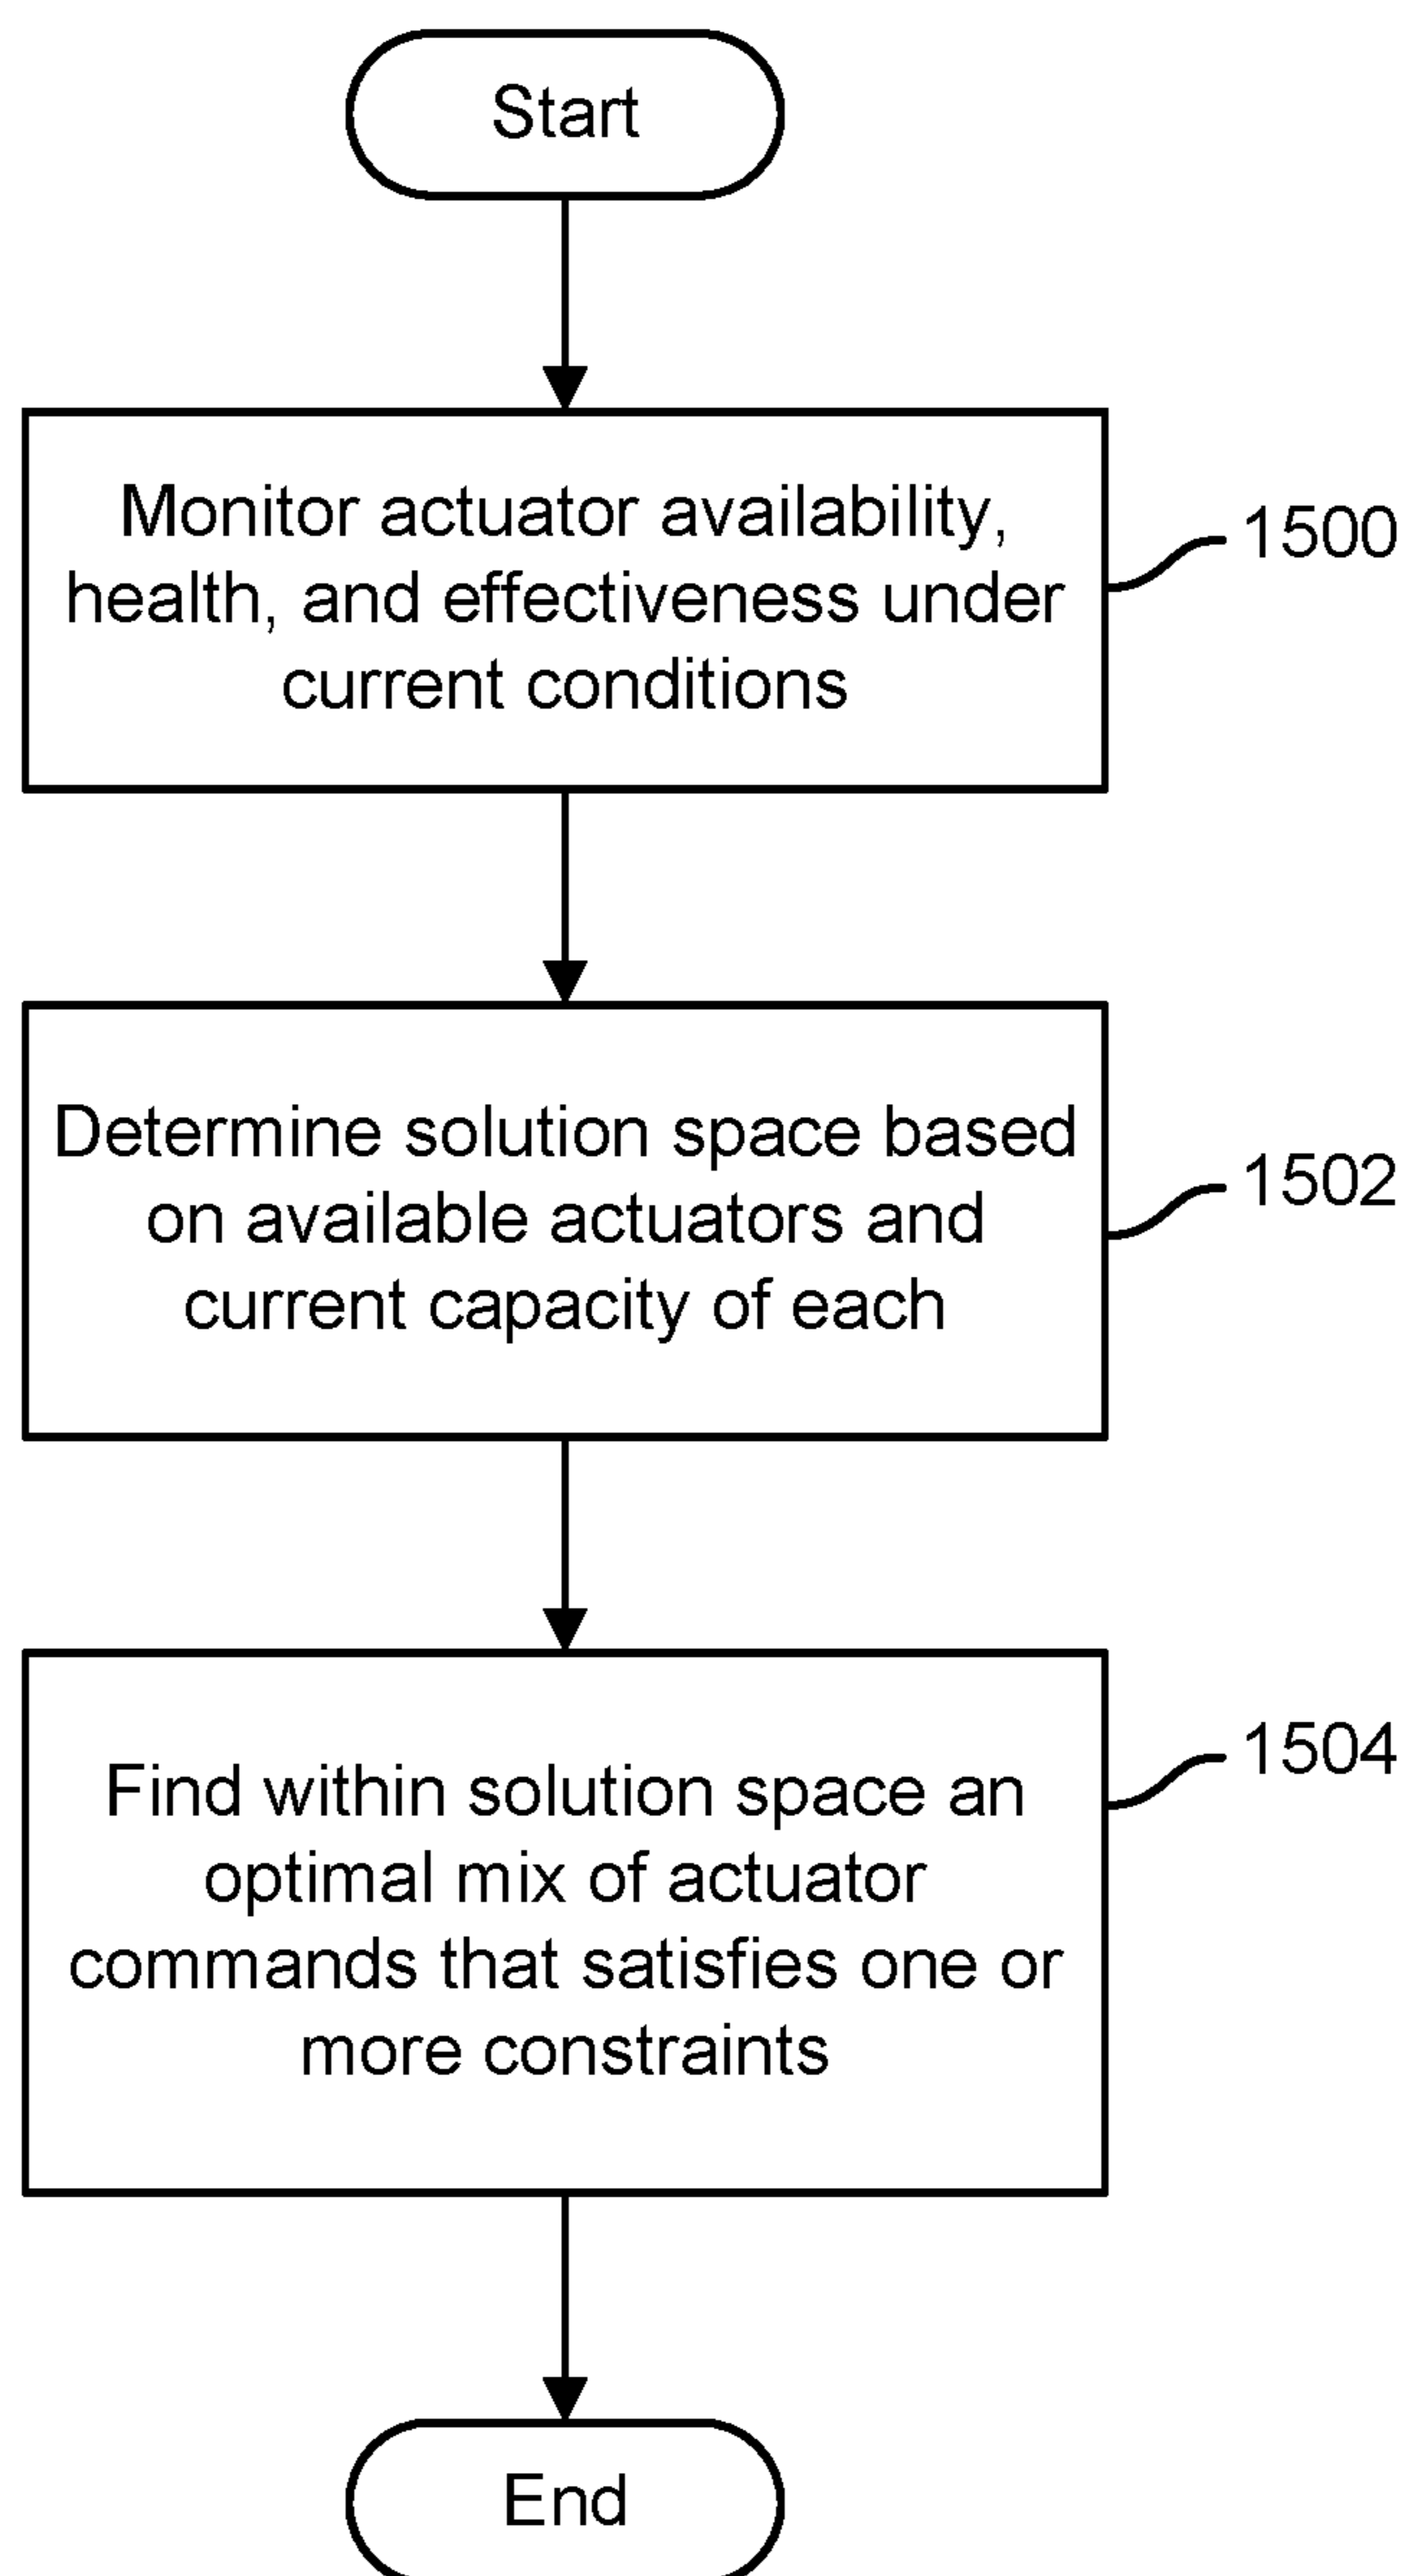 Start
Monitor actuator availability,
health, and effectiveness under
current conditions
1500
Determine solution space based
on available actuators and
current capacity of each
1502
Find within solution space an
optimal mix of actuator
commands that satisfies one or
more constraints
1504
End